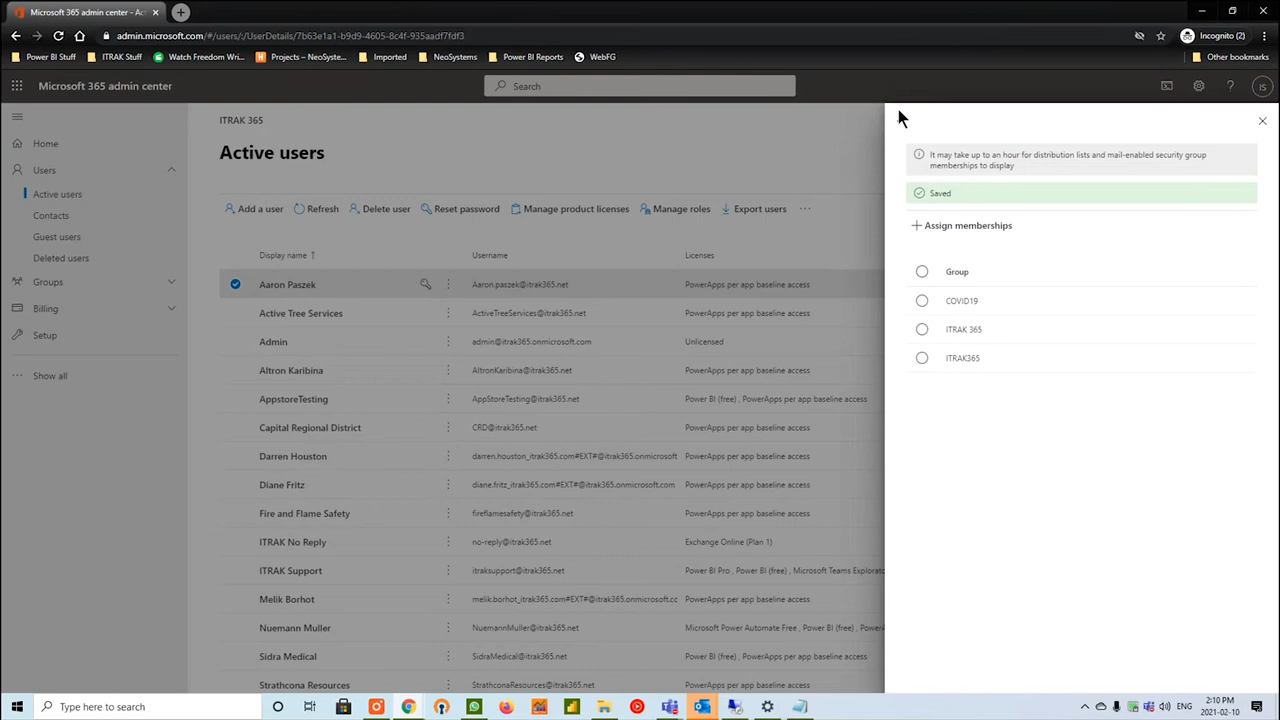 Microsoft 365 admin center - Act
Incognito (2)
admin.microsoft.com/#/users/:/UserDetails/7b63e1a1-b9d9-4605-8c4f-935aadf7fdf3
Power BI Stuff
ITRAK Stuff
Watch Freedom Wri...
Projects – NeoSyste...
Imported
NeoSystems
Power BI Reports
WebFG
Other bookmarks
Microsoft 365 admin center
Search
IS
Home
Users
Active users
Contacts
Guest users
Deleted users
Groups
Billing
Setup
Show all
ITRAK 365
Active users
Add a user
Refresh
Delete user
Reset password
Manage product licenses
Manage roles
Export users
Display name ↑
Username
Licenses
Aaron Paszek
Aaron.paszek@itrak365.net
PowerApps per app baseline access
Active Tree Services
ActiveTreeServices@itrak365.net
PowerApps per app baseline access
Admin
admin@itrak365.onmicrosoft.com
Unlicensed
Altron Karibina
AltronKaribina@itrak365.net
PowerApps per app baseline access
AppstoreTesting
AppStoreTesting@itrak365.net
Power BI (free) , PowerApps per app baseline access
Capital Regional District
CRD@itrak365.net
PowerApps per app baseline access
Darren Houston
darren.houston_itrak365.com#EXT#@itrak365.onmicrosoft
PowerApps per app baseline access
Diane Fritz
diane.fritz_itrak365.com#EXT#@itrak365.onmicrosoft.com
PowerApps per app baseline access
Fire and Flame Safety
fireflamesafety@itrak365.net
PowerApps per app baseline access
ITRAK No Reply
no-reply@itrak365.net
Exchange Online (Plan 1)
ITRAK Support
itraksupport@itrak365.net
Power BI Pro , Power BI (free) , Microsoft Teams Explorato
Melik Borhot
melik.borhot_itrak365.com#EXT#@itrak365.onmicrosoft.cc
PowerApps per app baseline access
Nuemann Muller
NuemannMuller@itrak365.net
Microsoft Power Automate Free , Power BI (free) , PowerA
Sidra Medical
SidraMedical@itrak365.net
Power BI (free) , PowerApps per app baseline access
Strathcona Resources
StrathconaResources@itrak365.net
PowerApps per app baseline access
It may take up to an hour for distribution lists and mail-enabled security group
memberships to display
Saved
Assign memberships
Group
COVID19
ITRAK 365
ITRAK365
Type here to search
ENG
2:10 PM
2021-02-10